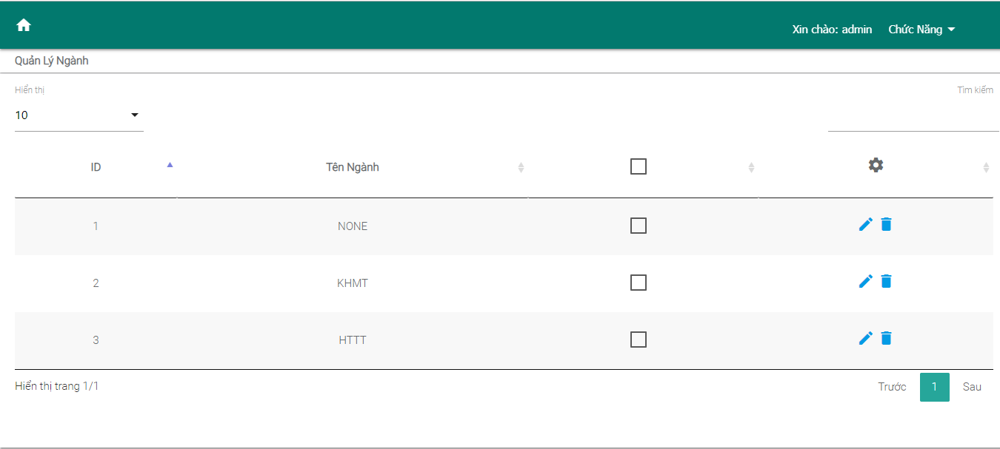 Xin chào: admin Chức Năng
Quản Lý Ngành
Hiển thị Tìm kiếm
10
ID Tên Ngành
1 NONE
2 KHMT
3 HTTT
Hiển thị trang 1/1 Trước 1 Sau